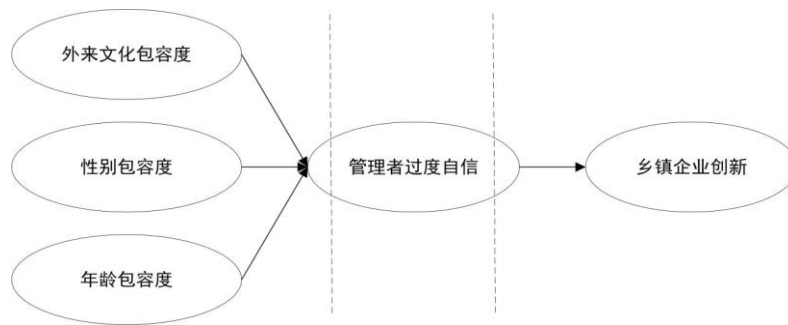 外来文化包容度
性别包容度
管理者过度自信
乡镇企业创新
年龄包容度